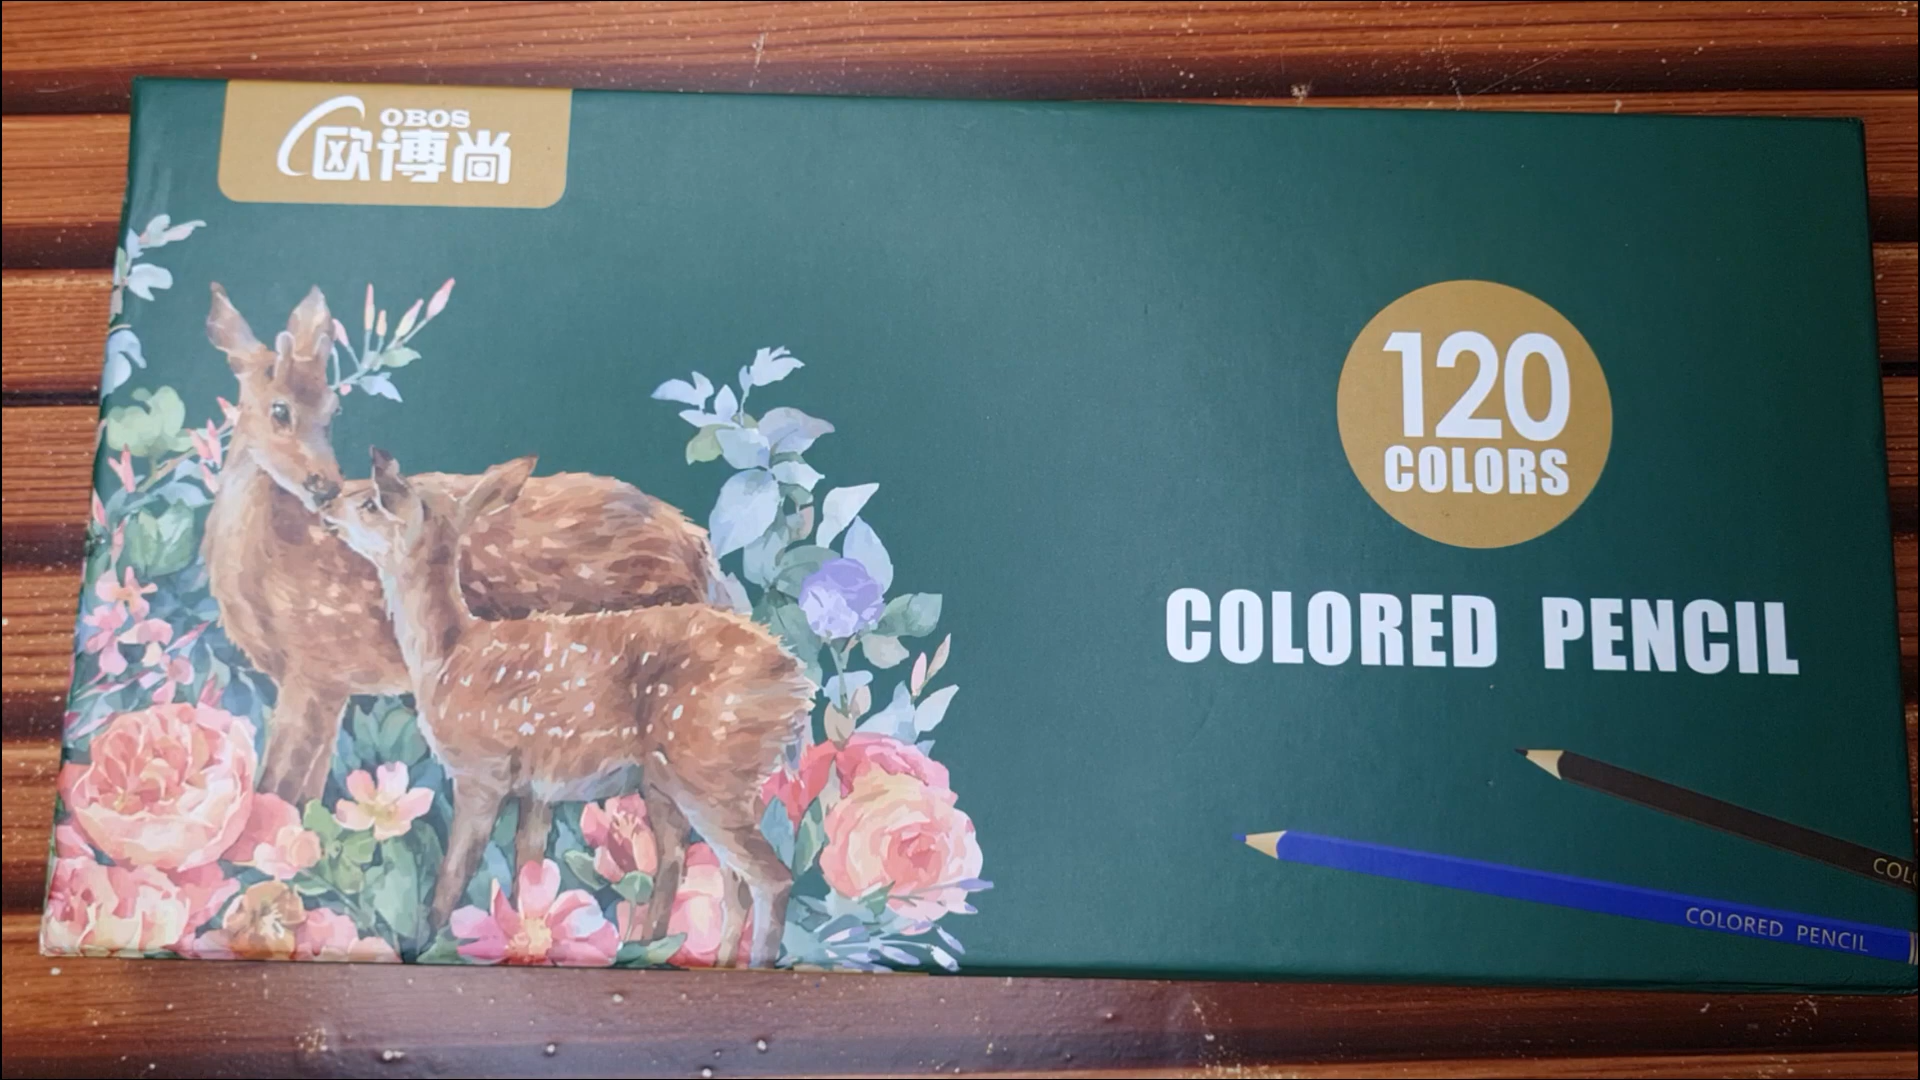 OBOS
欧博尚
120
COLORS
COLORED PENCIL
COLORED PENCIL